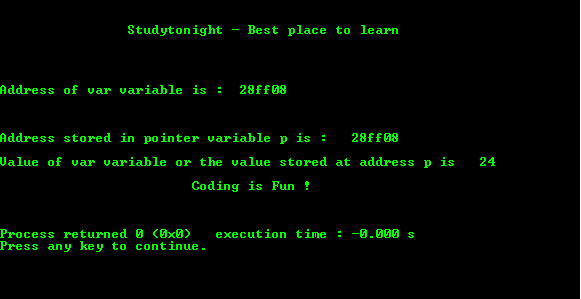 Studytonight - Best place to learn
Address of var variable is :  28ff08
Address stored in pointer variable p is :   28ff08
Value of var variable or the value stored at address p is   24
Coding is Fun !
Process returned 0 (0x0)   execution time : -0.000 s
Press any key to continue.